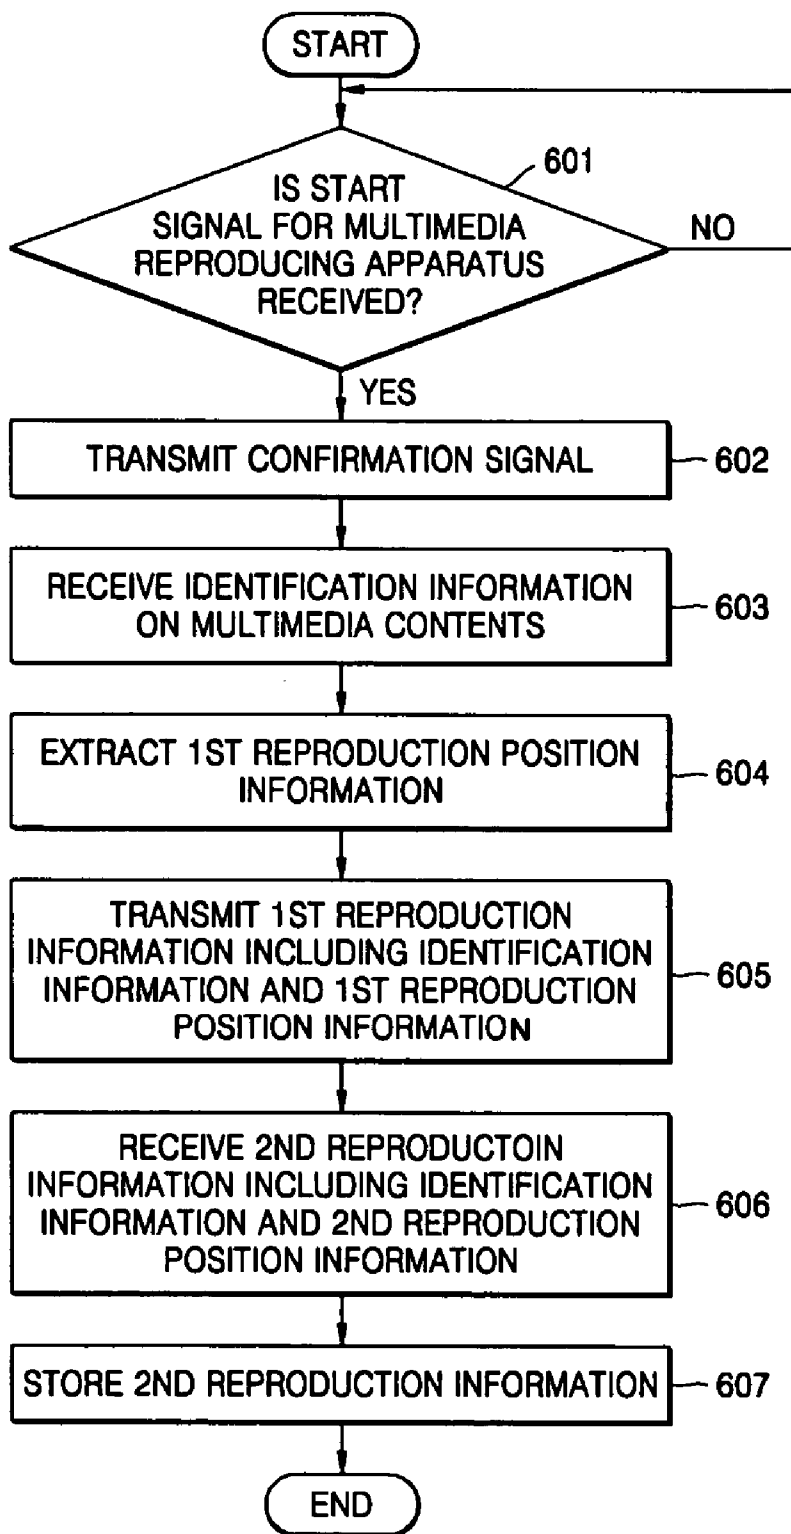 START
601
IS START
SIGNAL FOR MULTIMEDIA
REPRODUCING APPARATUS
RECEIVED?
NO
YES
TRANSMIT CONFIRMATION SIGNAL
602
RECEIVE IDENTIFICATION INFORMATION
ON MULTIMEDIA CONTENTS
603
EXTRACT 1ST REPRODUCTION POSITION
INFORMATION
604
TRANSMIT 1ST REPRODUCTION
INFORMATION INCLUDING IDENTIFICATION
INFORMATION AND 1ST REPRODUCTION
POSITION INFORMATION
605
RECEIVE 2ND REPRODUCTOIN
INFORMATION INCLUDING IDENTIFICATION
INFORMATION AND 2ND REPRODUCTION
POSITION INFORMATION
606
STORE 2ND REPRODUCTION INFORMATION
607
END